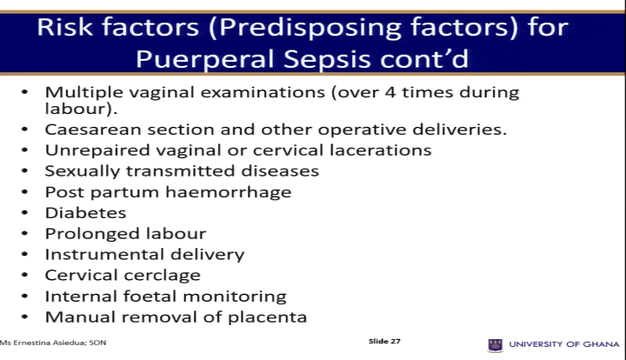 Risk factors (Predisposing factors) for
Puerperal Sepsis cont'd
• Multiple vaginal examinations (over 4 times during
labour).
• Caesarean section and other operative deliveries.
• Unrepaired vaginal or cervical lacerations
• Sexually transmitted diseases
• Post partum haemorrhage
• Diabetes
• Prolonged labour
• Instrumental delivery
• Cervical cerclage
• Internal foetal monitoring
• Manual removal of placenta
Ms Ernestina Asiedua; SON
Slide 27
UNIVERSITY OF GHANA